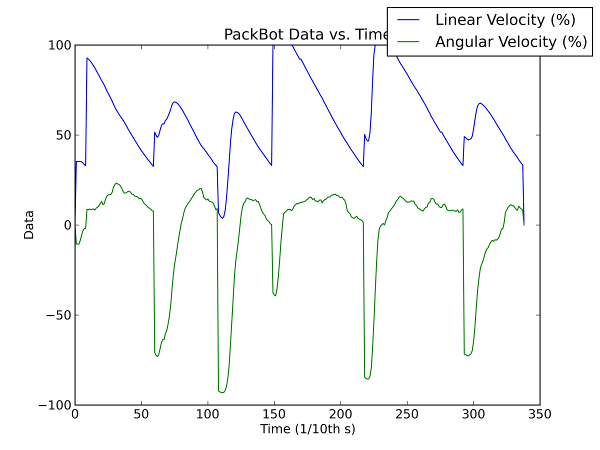 PackBot Data vs. Time
Linear Velocity (%)
Angular Velocity (%)
100
50
0
−50
−100
Data
0 50 100 150 200 250 300 350
Time (1/10th s)